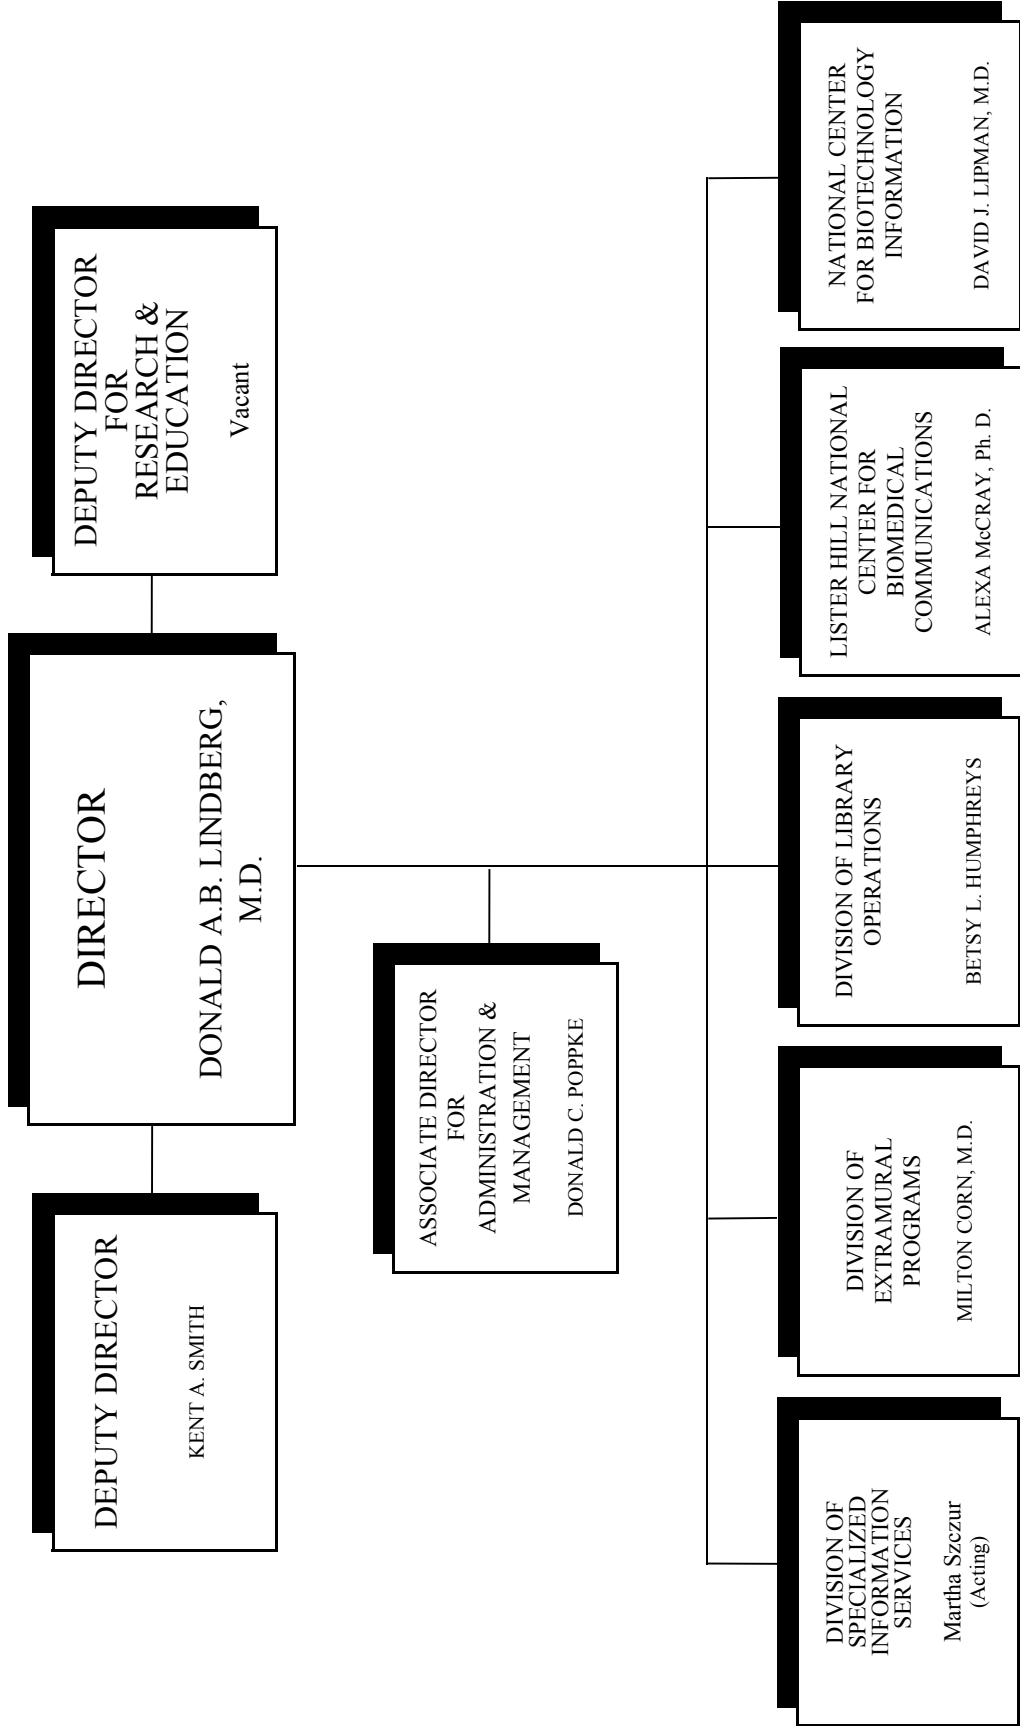 DEPUTY DIRECTOR
KENT A. SMITH
DIRECTOR
DONALD A.B. LINDBERG,
M.D.
DEPUTY DIRECTOR
FOR
RESEARCH &
EDUCATION
Vacant
ASSOCIATE DIRECTOR
FOR
ADMINISTRATION &
MANAGEMENT
DONALD C. POPPKE
DIVISION OF
SPECIALIZED
INFORMATION
SERVICES
Martha Szczur
(Acting)
DIVISION OF
EXTRAMURAL
PROGRAMS
MILTON CORN, M.D.
DIVISION OF LIBRARY
OPERATIONS
BETSY L. HUMPHREYS
LISTER HILL NATIONAL
CENTER FOR
BIOMEDICAL
COMMUNICATIONS
ALEXA McCRAY, Ph. D.
NATIONAL CENTER
FOR BIOTECHNOLOGY
INFORMATION
DAVID J. LIPMAN, M.D.